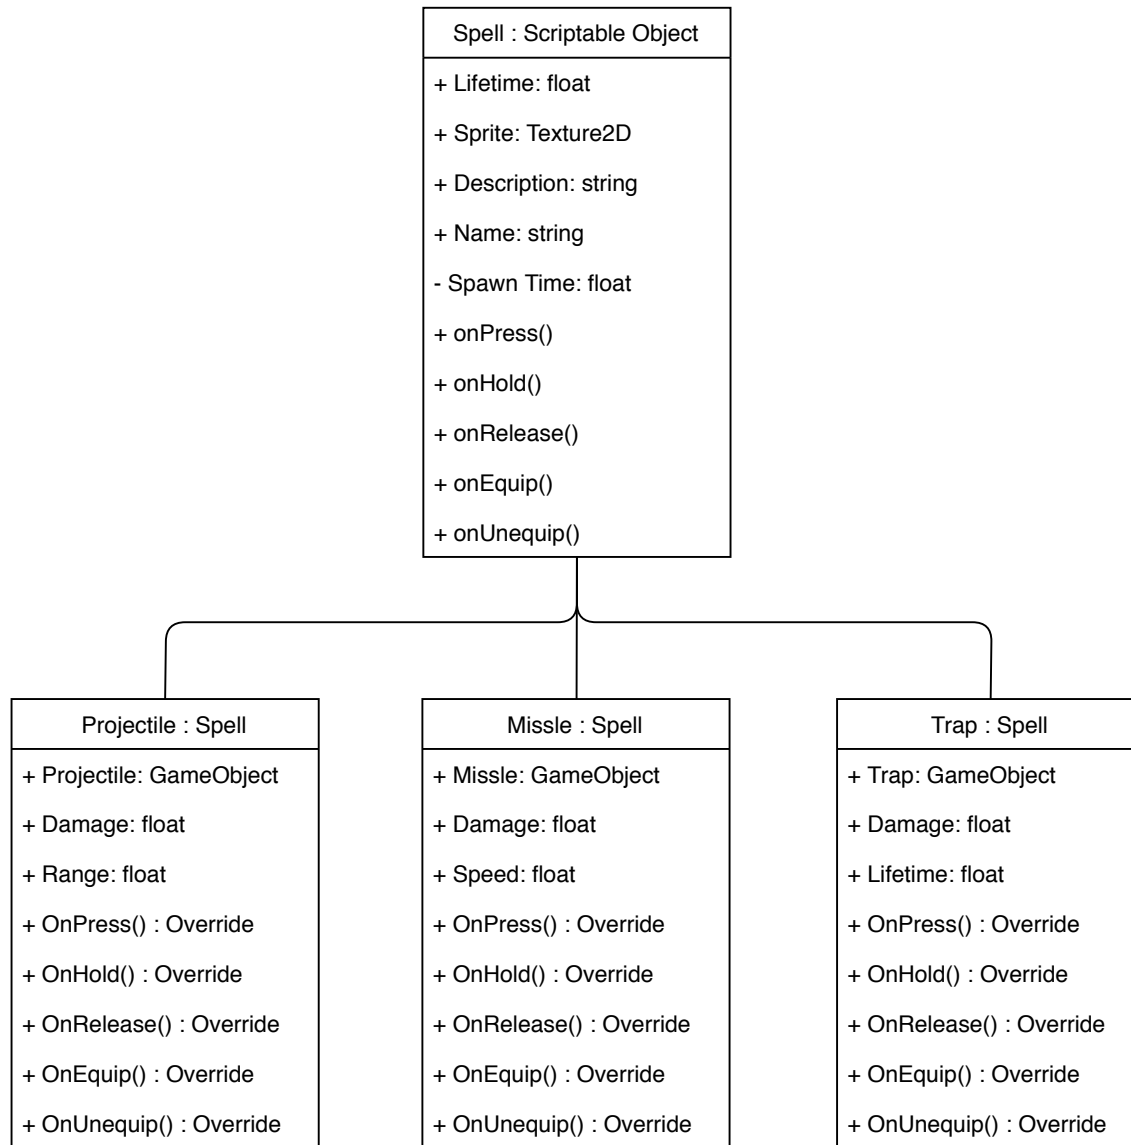 Spell : Scriptable Object
+ Lifetime: float
+ Sprite: Texture2D
+ Description: string
+ Name: string
- Spawn Time: float
+ onPress()
+ onHold()
+ onRelease()
+ onEquip()
+ onUnequip()
Projectile : Spell
+ Projectile: GameObject
+ Damage: float
+ Range: float
+ OnPress() : Override
+ OnHold() : Override
+ OnRelease() : Override
+ OnEquip() : Override
+ OnUnequip() : Override
Missle : Spell
+ Missle: GameObject
+ Damage: float
+ Speed: float
+ OnPress() : Override
+ OnHold() : Override
+ OnRelease() : Override
+ OnEquip() : Override
+ OnUnequip() : Override
Trap : Spell
+ Trap: GameObject
+ Damage: float
+ Lifetime: float
+ OnPress() : Override
+ OnHold() : Override
+ OnRelease() : Override
+ OnEquip() : Override
+ OnUnequip() : Override